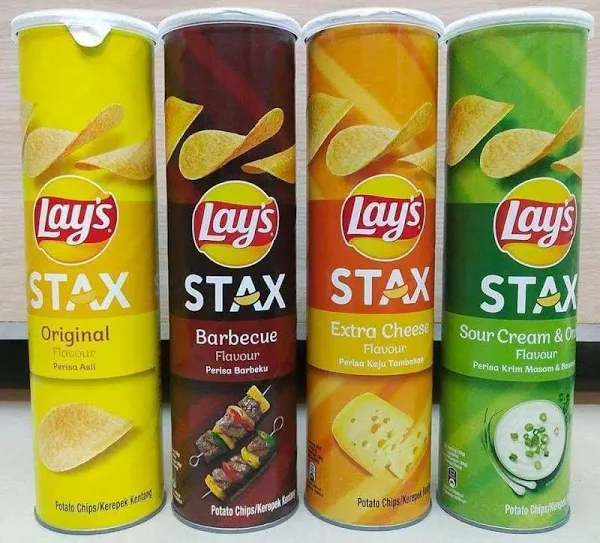 Lay's
STAX
Original
Flavour
Perisa Asli
Potato Chips/Kerepek Kentang
Lay's
STAX
Barbecue
Flavour
Perisa Barbeku
Potato Chips/Kerepek Kentang
Lay's
STAX
Extra Cheese
Flavour
Perisa Keju Tambahan
Potato Chips/Kerepek
Lay's
STAX
Sour Cream &
Flavour
Perisa Krim Masam &
Potato Chips/Kerepek